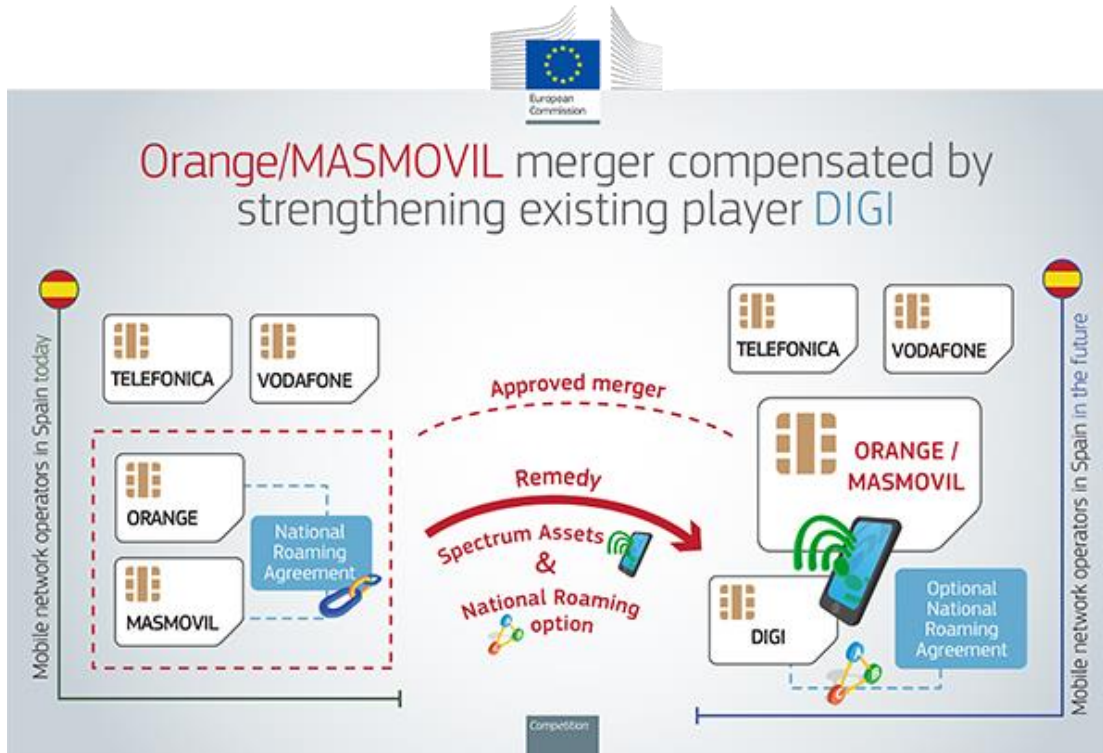 European
Commission
Orange/MASMOVIL merger compensated by
strengthening existing player DIGI
Mobile network operators in Spain today
TELEFONICA
VODAFONE
ORANGE
MASMOVIL
National
Roaming
Agreement
Approved merger
Remedy
Spectrum Assets
&
National Roaming
option
TELEFONICA
VODAFONE
ORANGE /
MASMOVIL
DIGI
Optional
National
Roaming
Agreement
Mobile network operators in Spain in the future
Competition